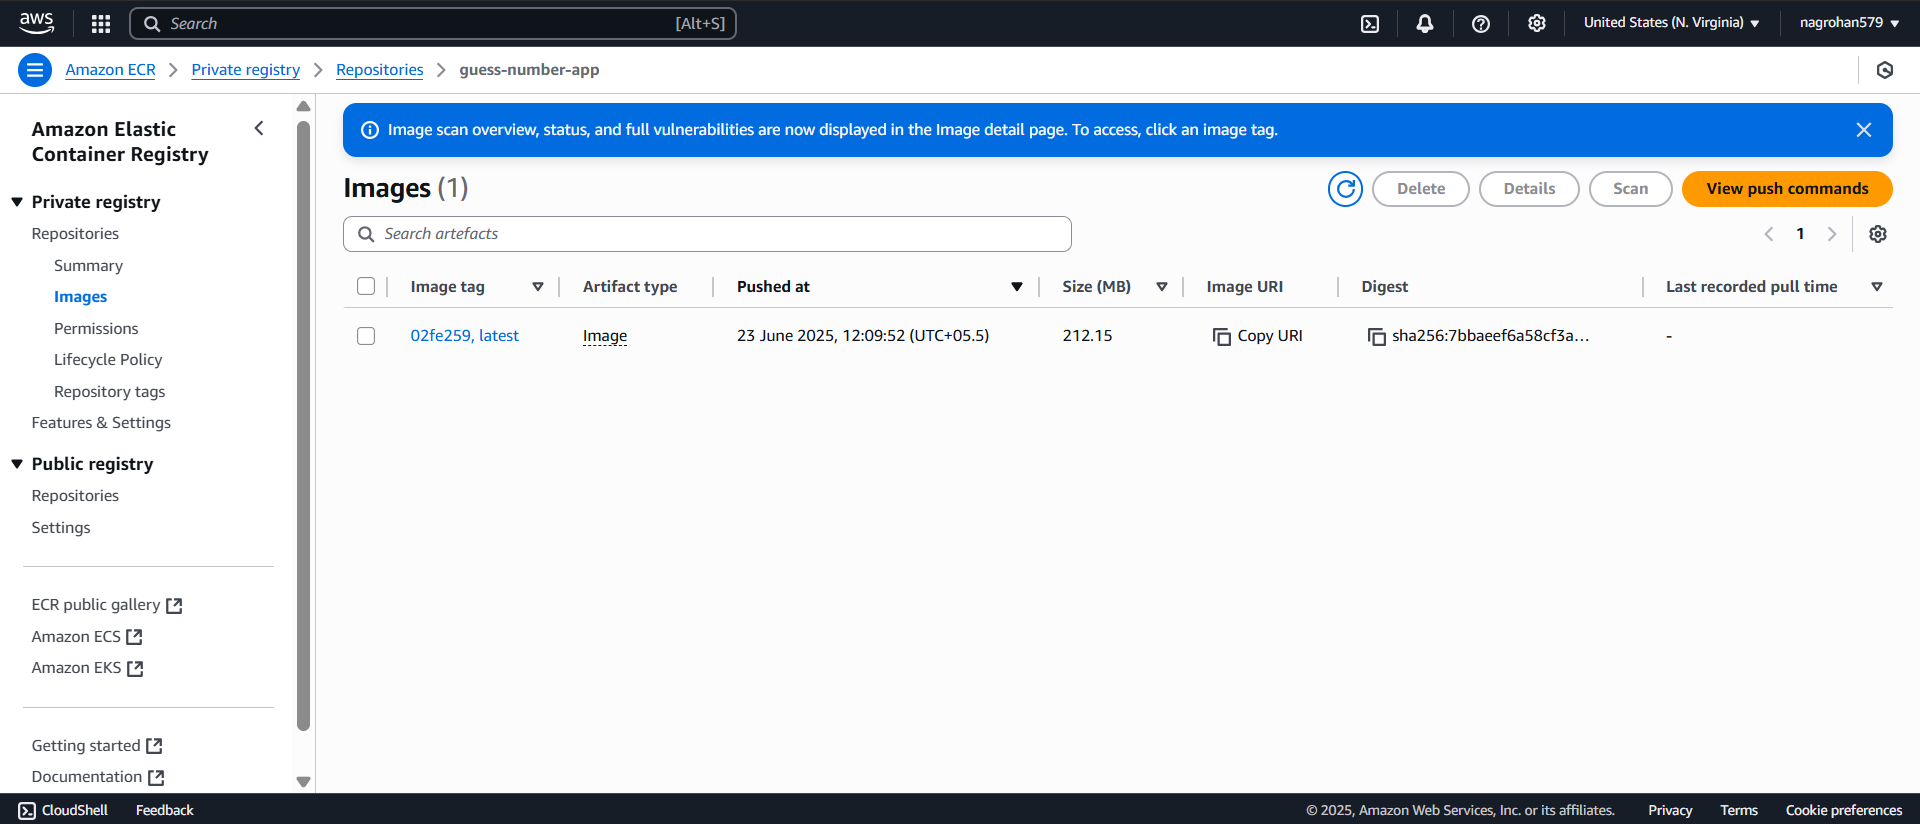 aws
Search [Alt+S]
United States (N. Virginia)
nagrohan579
Amazon ECR
Private registry
Repositories
guess-number-app
Amazon Elastic
Container Registry
Private registry
Repositories
Summary
Images
Permissions
Lifecycle Policy
Repository tags
Features & Settings
Public registry
Repositories
Settings
ECR public gallery
Amazon ECS
Amazon EKS
Getting started
Documentation
Image scan overview, status, and full vulnerabilities are now displayed in the Image detail page. To access, click an image tag.
Images (1)
Delete
Details
Scan
View push commands
Search artefacts
1
Image tag Artifact type Pushed at Size (MB) Image URI Digest Last recorded pull time
02fe259, latest Image 23 June 2025, 12:09:52 (UTC+05.5) 212.15 Copy URI sha256:7bbaeef6a58cf3a... -
CloudShell Feedback © 2025, Amazon Web Services, Inc. or its affiliates. Privacy Terms Cookie preferences